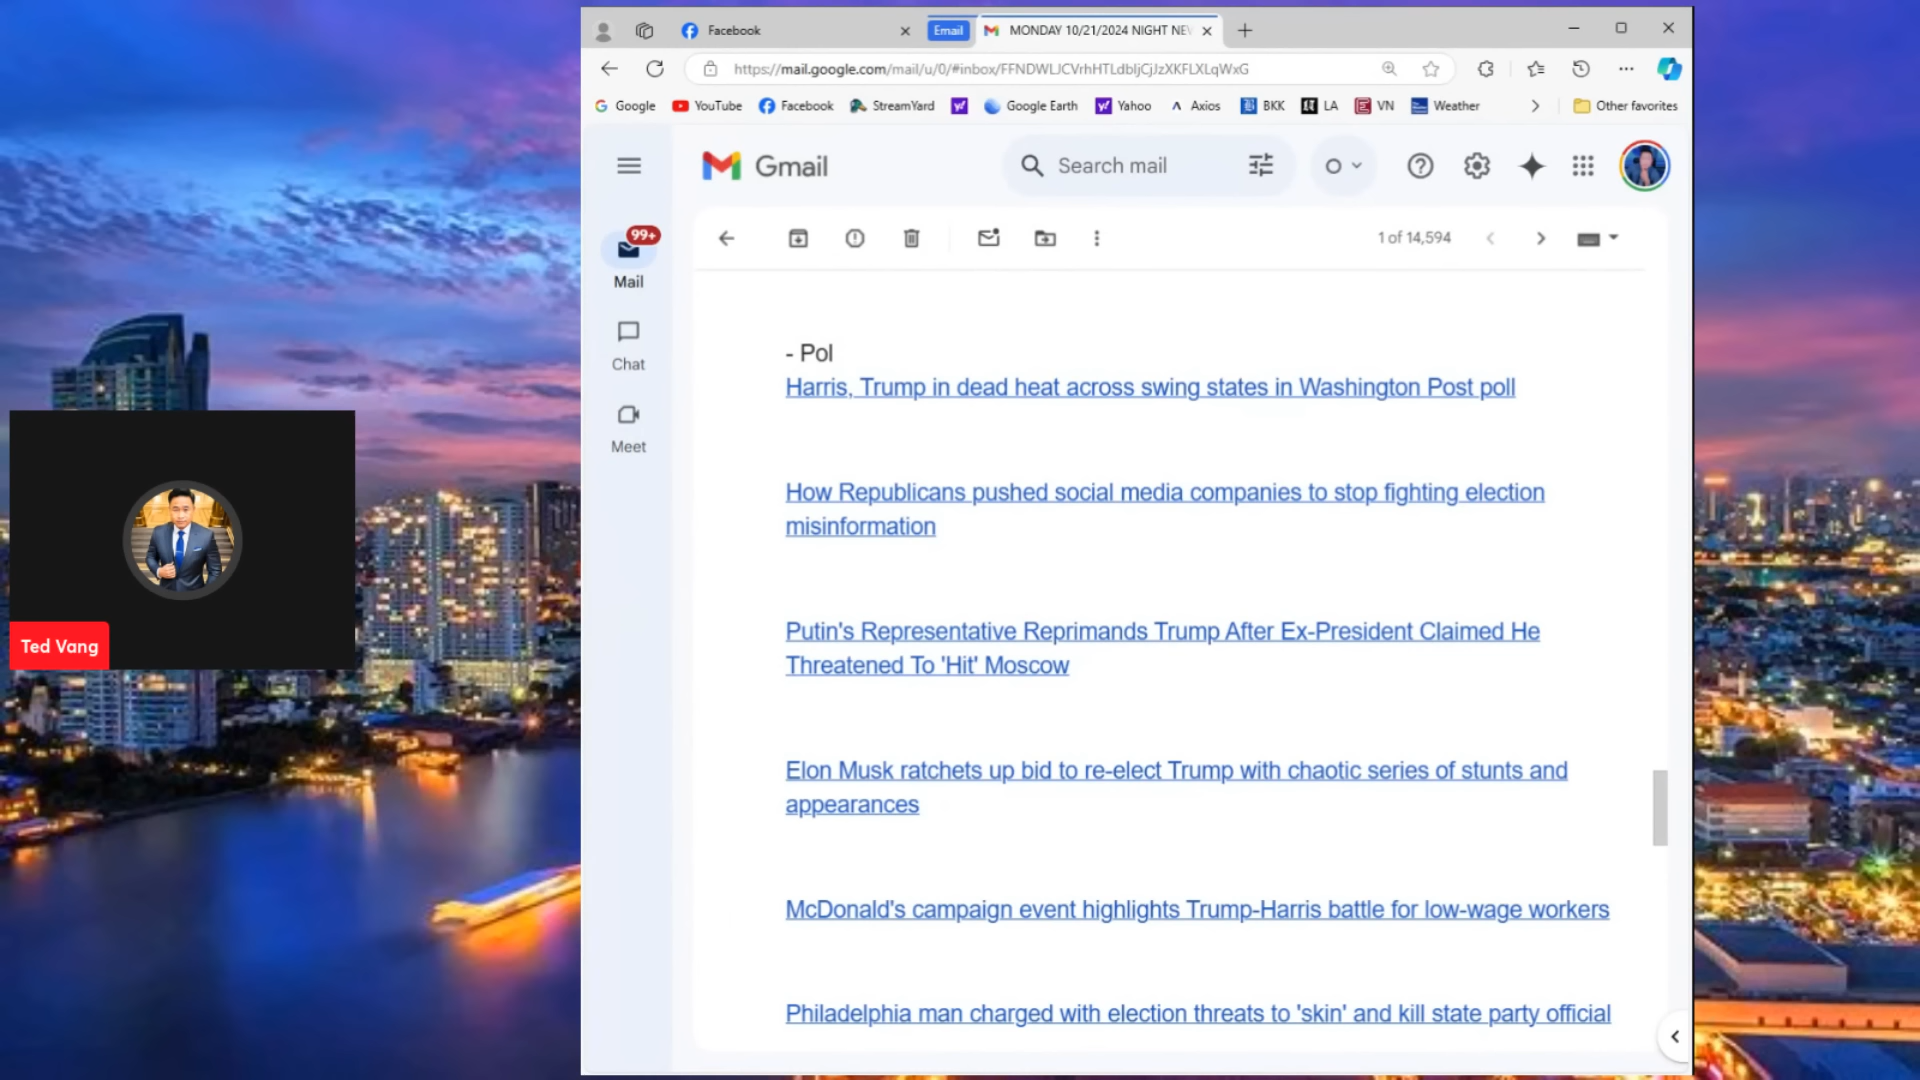 Facebook
Email
MONDAY 10/21/2024 NIGHT NEV
https://mail.google.com/mail/u/0/#inbox/FFNDWLJCVrhHTLdbljCjJzXKFLXLqWxG
Google
YouTube
Facebook
StreamYard
Google Earth
Yahoo
Axios
BKK
LA
VN
Weather
Other favorites
Gmail
Search mail
99+
Mail
Chat
Meet
1 of 14,594
- Pol
Harris, Trump in dead heat across swing states in Washington Post poll
How Republicans pushed social media companies to stop fighting election
misinformation
Putin's Representative Reprimands Trump After Ex-President Claimed He
Threatened To 'Hit' Moscow
Elon Musk ratchets up bid to re-elect Trump with chaotic series of stunts and
appearances
McDonald's campaign event highlights Trump-Harris battle for low-wage workers
Philadelphia man charged with election threats to 'skin' and kill state party official
Ted Vang